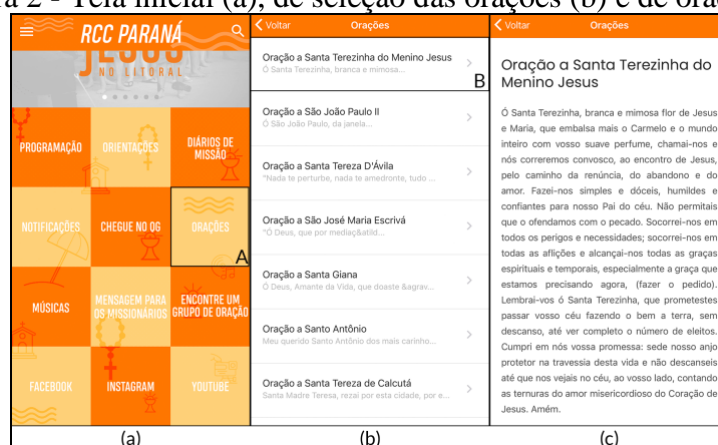 a 2 - Tela inicial (a), de seleção das orações (b) e de oraç
RCC PARANÁ
JESUS
NO LITORAL
PROGRAMAÇÃO
ORIENTAÇÕES
DIÁRIOS DE
MISSÃO
NOTIFICAÇÕES
CHEGUE NO QG
ORAÇÕES
A
MÚSICAS
MENSAGEM PARA
OS MISSIONÁRIOS
ENCONTRE UM
GRUPO DE ORAÇÃO
FACEBOOK
INSTAGRAM
YOUTUBE
(a)
Voltar
Orações
Oração a Santa Terezinha do Menino Jesus
Ó Santa Terezinha, branca e mimosa...
B
Oração a São João Paulo II
Ó São João Paulo, da janela...
Oração a Santa Tereza D'Ávila
"Nada te perturbe, nada te amedronte, tudo ...
Oração a São José Maria Escrivá
"Ó Deus, que por mediaç&atild...
Oração a Santa Giana
Ó Deus, Amante da Vida, que doaste &agrav...
Oração a Santo Antônio
Meu querido Santo Antônio dos mais carinho...
Oração a Santa Tereza de Calcutá
Santa Madre Teresa, rezai por esta cidade, por e...
(b)
Voltar
Orações
Oração a Santa Terezinha do
Menino Jesus
Ó Santa Terezinha, branca e mimosa flor de Jesus
e Maria, que embalsa mais o Carmelo e o mundo
inteiro com vosso suave perfume, chamai-nos e
nós correremos convosco, ao encontro de Jesus,
pelo caminho da renúncia, do abandono e do
amor. Fazei-nos simples e dóceis, humildes e
confiantes para nosso Pai do céu. Não permitais
que o ofendamos com o pecado. Socorrei-nos em
todos os perigos e necessidades; socorrei-nos em
todas as aflições e alcançai-nos todas as graças
espirituais e temporais, especialmente a graça que
estamos precisando agora, (fazer o pedido).
Lembrai-vos ó Santa Terezinha, que prometestes
passar vosso céu fazendo o bem a terra, sem
descanso, até ver completo o número de eleitos.
Cumpri em nós vossa promessa: sede nosso anjo
protetor na travessia desta vida e não descanseis
até que nos vejais no céu, ao vosso lado, contando
as ternuras do amor misericordioso do Coração de
Jesus. Amém.
(c)